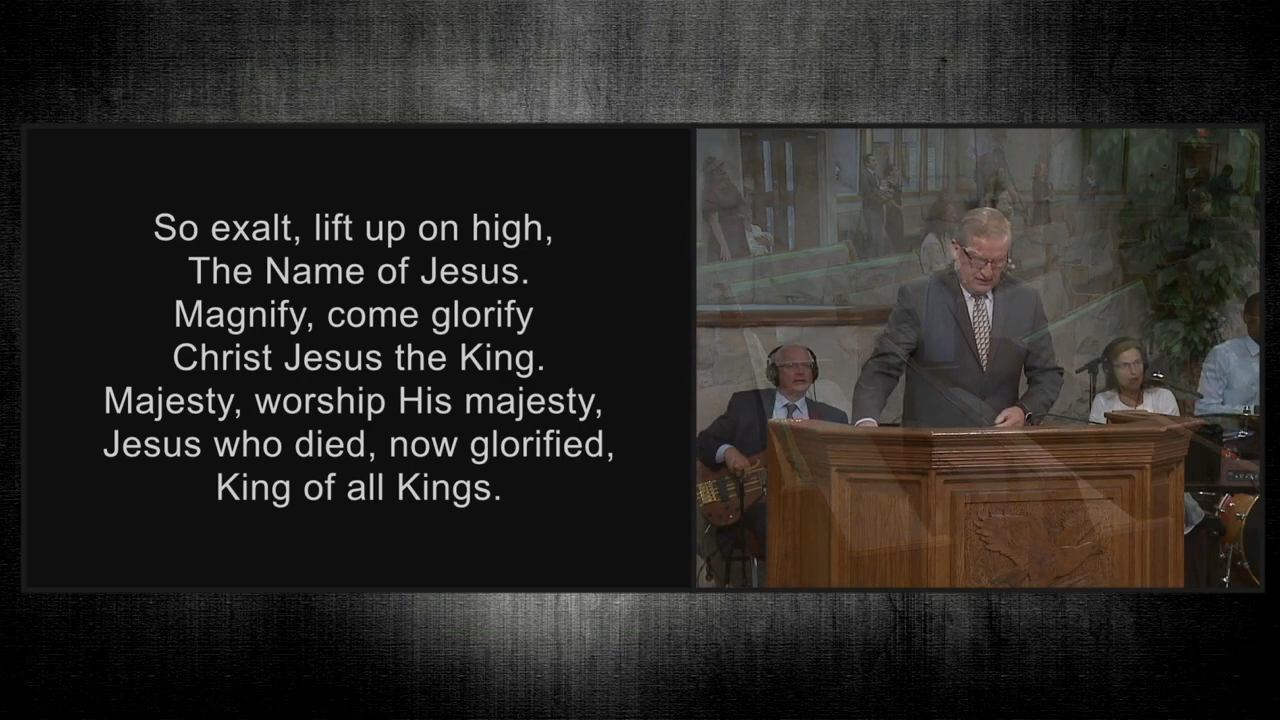 So exalt, lift up on high,
The Name of Jesus.
Magnify, come glorify
Christ Jesus the King.
Majesty, worship His majesty,
Jesus who died, now glorified,
King of all Kings.